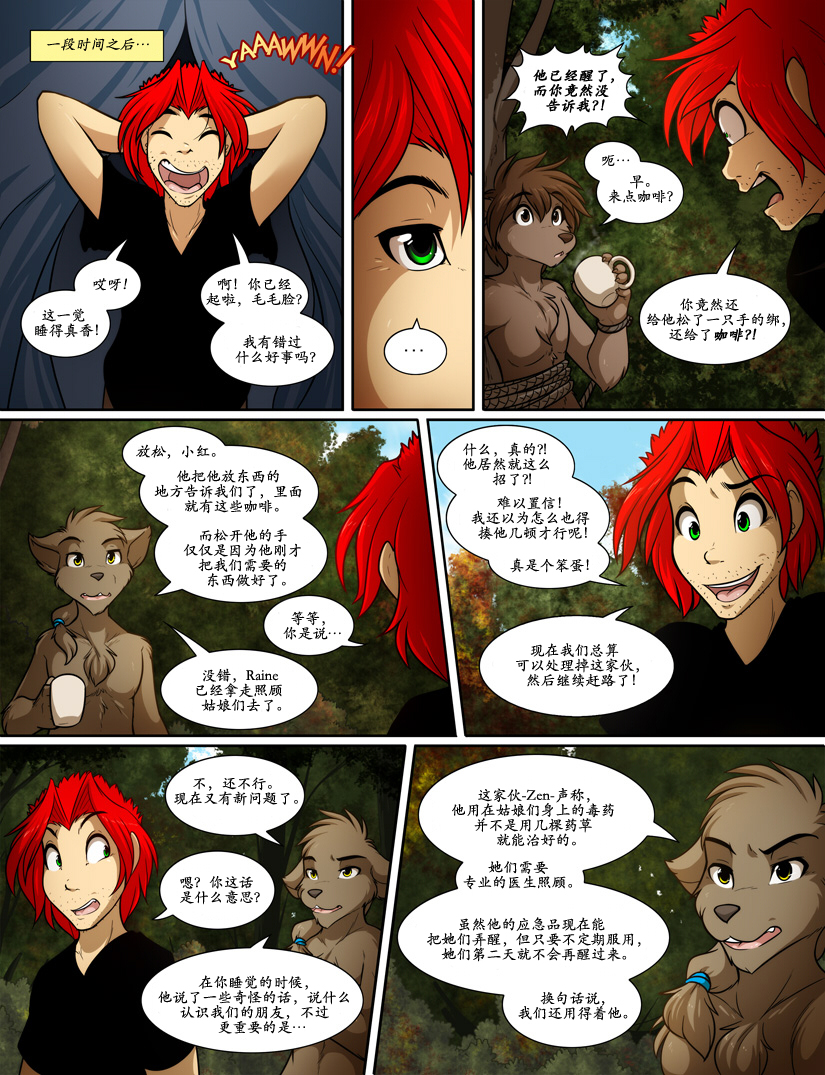 一段时间之后…
YAAAWWN!
哎呀!
这一觉
睡得真香!
啊! 你已经
起啦, 毛毛脸?
我有错过
什么好事吗?
…
他已经醒了,
而你竟然没
告诉我?!
呃…
早。
来点咖啡?
你竟然还
给他松了一只手的绑,
还给了咖啡?!
放松, 小红。
他把他放东西的
地方告诉我们了, 里面
就有这些咖啡。
而松开他的手
仅仅是因为他刚才
把我们需要的
东西做好了。
等等,
你是说…
没错, Raine
已经拿走照顾
姑娘们去了。
什么, 真的?!
他居然就这么
招了?!
难以置信!
我还以为怎么也得
揍他几顿才行呢!
真是个笨蛋!
现在我们总算
可以处理掉这家伙,
然后继续赶路了!
不, 还不行。
现在又有新问题了。
嗯? 你这话
是什么意思?
在你睡觉的时候,
他说了一些奇怪的话, 说什么
认识我们的朋友, 不过
更重要的是…
这家伙-Zen-声称,
他用在姑娘们身上的毒药
并不是用几棵药草
就能治好的。
她们需要
专业的医生照顾。
虽然他的应急品现在能
把她们弄醒, 但只要不定期服用,
她们第二天就不会再醒过来。
换句话说,
我们还用得着他。